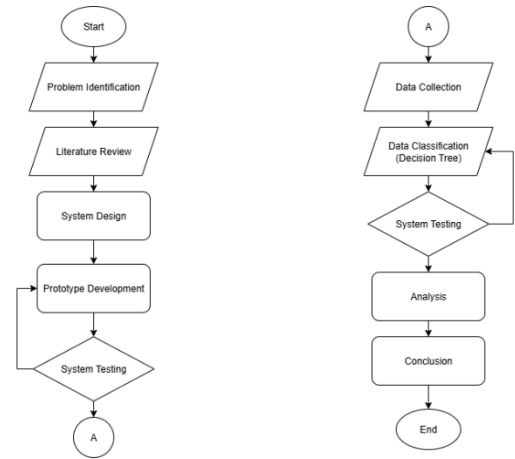 Start
Problem Identification
Literature Review
System Design
Prototype Development
System Testing
A
A
Data Collection
Data Classification
(Decision Tree)
System Testing
Analysis
Conclusion
End